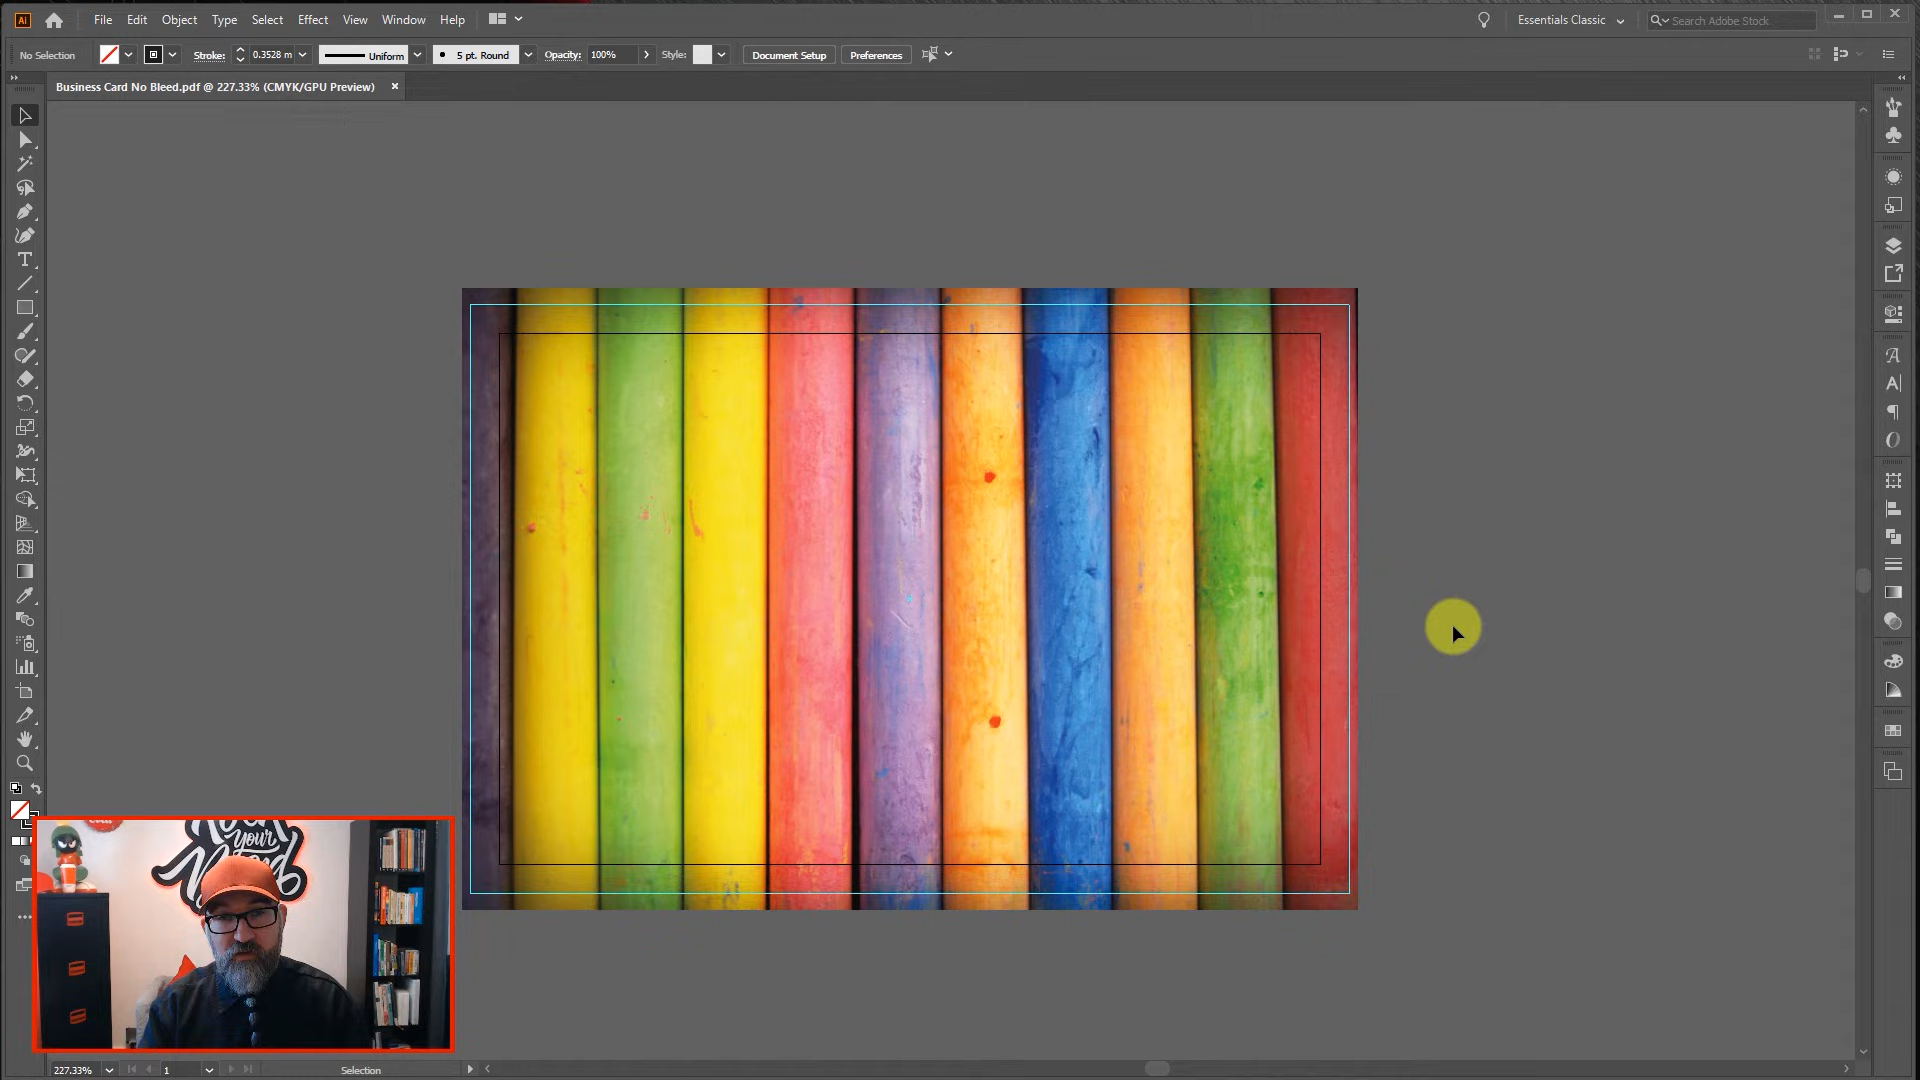 Ai File Edit Object Type Select Effect View Window Help Essentials Classic Search Adobe Stock
No Selection Stroke: 0.3528 m Uniform 5 pt. Round Opacity: 100% Style: Document Setup Preferences
Business Card No Bleed.pdf @ 227.33% (CMYK/GPU Preview)
your
227.33% 1 Selection